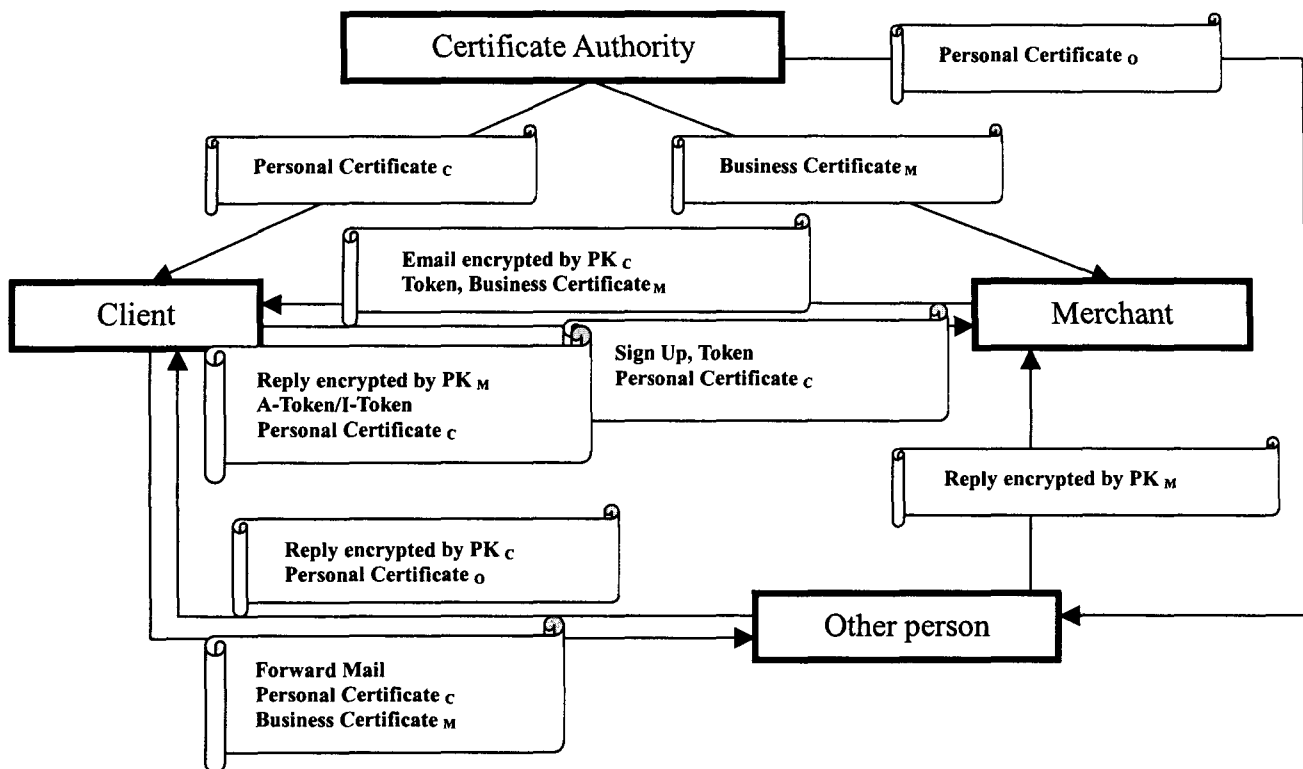 Certificate Authority
Personal Certificate O
Personal Certificate C
Business Certificate M
Email encrypted by PK C
Token, Business Certificate M
Client
Merchant
Sign Up, Token
Personal Certificate C
Reply encrypted by PK M
A-Token/I-Token
Personal Certificate C
Reply encrypted by PK M
Reply encrypted by PK C
Personal Certificate O
Other person
Forward Mail
Personal Certificate C
Business Certificate M